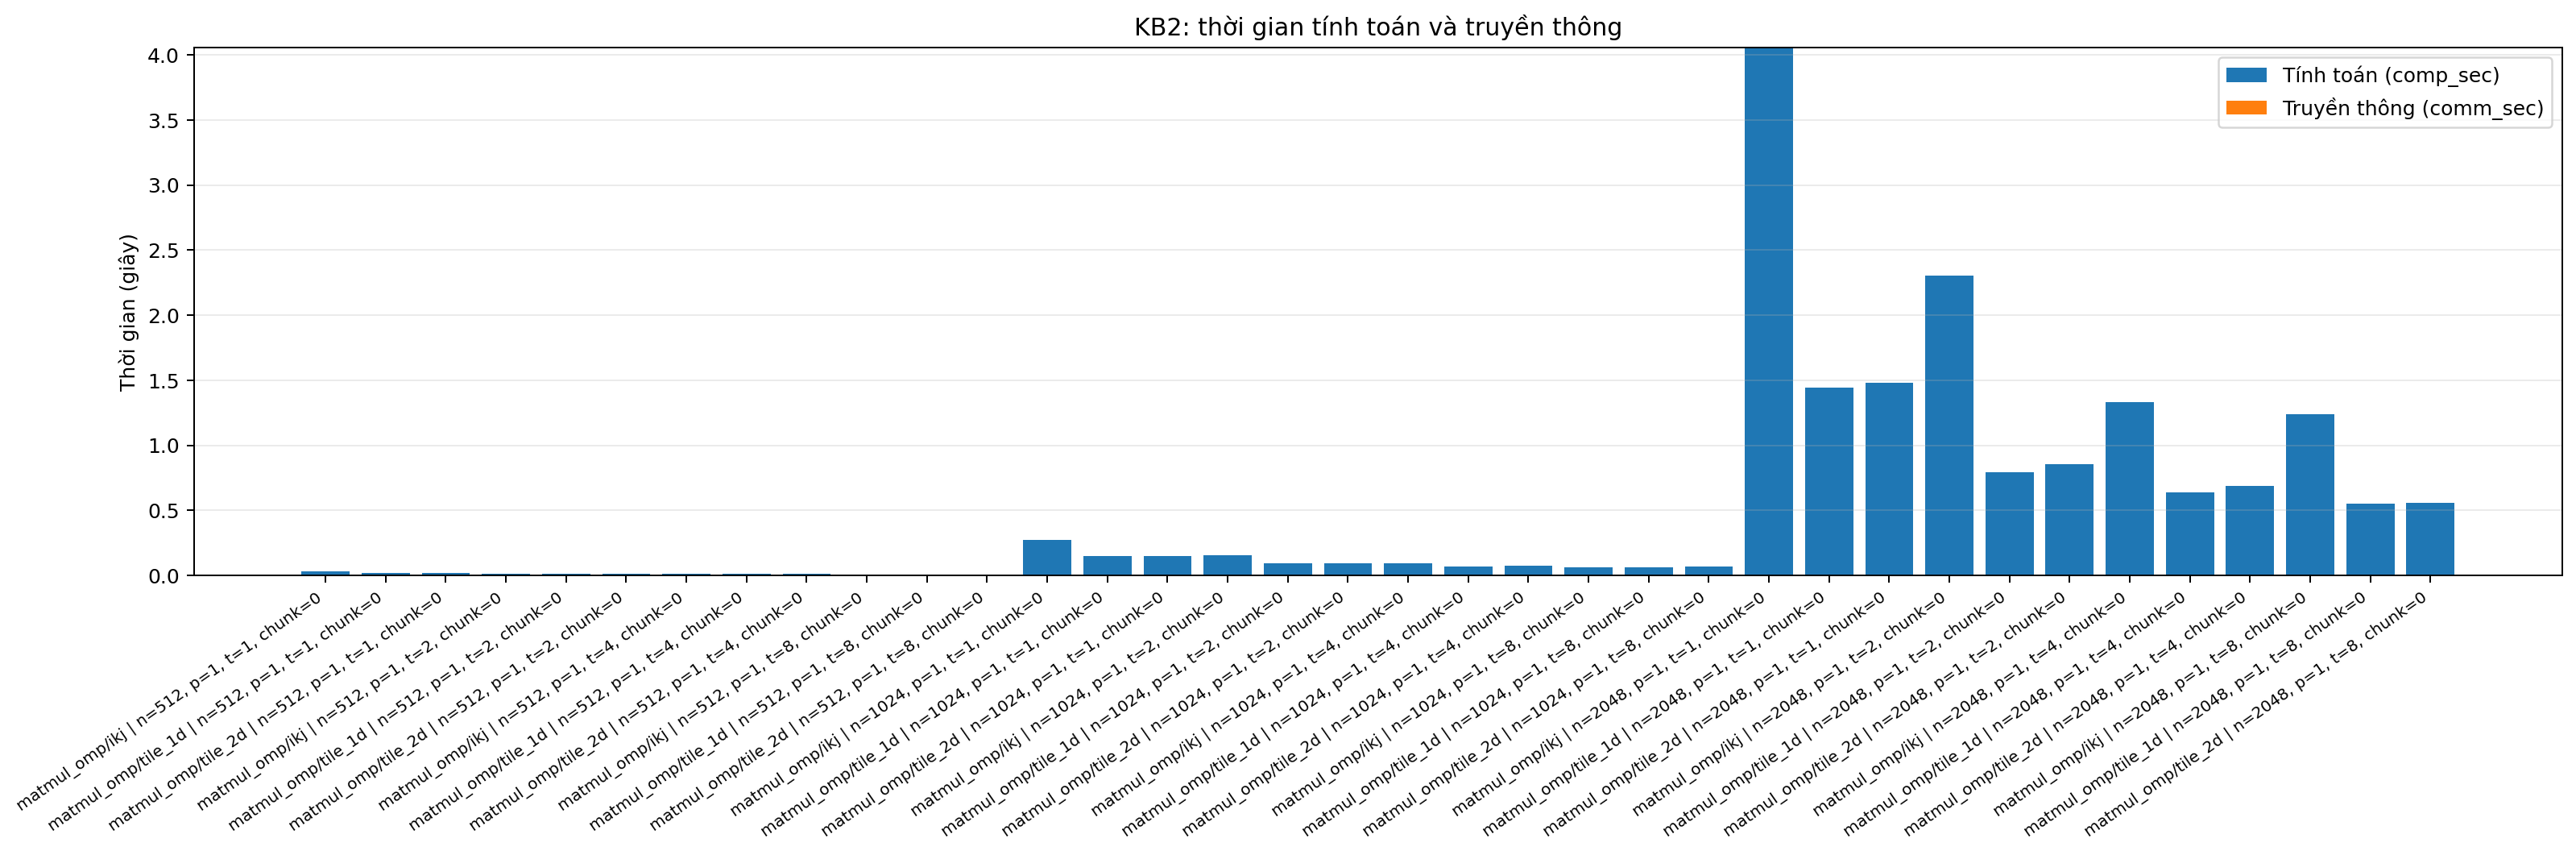 KB2: thời gian tính toán và truyền thông
Tính toán (comp_sec)
Truyền thông (comm_sec)
Thời gian (giây)
4.0
3.5
3.0
2.5
2.0
1.5
1.0
0.5
0.0
matmul_omp/ikj | n=512, p=1, t=1, chunk=0
matmul_omp/tile_1d | n=512, p=1, t=1, chunk=0
matmul_omp/tile_2d | n=512, p=1, t=1, chunk=0
matmul_omp/ikj | n=512, p=1, t=2, chunk=0
matmul_omp/tile_1d | n=512, p=1, t=2, chunk=0
matmul_omp/tile_2d | n=512, p=1, t=2, chunk=0
matmul_omp/ikj | n=512, p=1, t=4, chunk=0
matmul_omp/tile_1d | n=512, p=1, t=4, chunk=0
matmul_omp/tile_2d | n=512, p=1, t=4, chunk=0
matmul_omp/ikj | n=512, p=1, t=8, chunk=0
matmul_omp/tile_1d | n=512, p=1, t=8, chunk=0
matmul_omp/tile_2d | n=512, p=1, t=8, chunk=0
matmul_omp/ikj | n=1024, p=1, t=1, chunk=0
matmul_omp/tile_1d | n=1024, p=1, t=1, chunk=0
matmul_omp/tile_2d | n=1024, p=1, t=1, chunk=0
matmul_omp/ikj | n=1024, p=1, t=2, chunk=0
matmul_omp/tile_1d | n=1024, p=1, t=2, chunk=0
matmul_omp/tile_2d | n=1024, p=1, t=2, chunk=0
matmul_omp/ikj | n=1024, p=1, t=4, chunk=0
matmul_omp/tile_1d | n=1024, p=1, t=4, chunk=0
matmul_omp/tile_2d | n=1024, p=1, t=4, chunk=0
matmul_omp/ikj | n=1024, p=1, t=8, chunk=0
matmul_omp/tile_1d | n=1024, p=1, t=8, chunk=0
matmul_omp/tile_2d | n=1024, p=1, t=8, chunk=0
matmul_omp/ikj | n=2048, p=1, t=1, chunk=0
matmul_omp/tile_1d | n=2048, p=1, t=1, chunk=0
matmul_omp/tile_2d | n=2048, p=1, t=1, chunk=0
matmul_omp/ikj | n=2048, p=1, t=2, chunk=0
matmul_omp/tile_1d | n=2048, p=1, t=2, chunk=0
matmul_omp/tile_2d | n=2048, p=1, t=2, chunk=0
matmul_omp/ikj | n=2048, p=1, t=4, chunk=0
matmul_omp/tile_1d | n=2048, p=1, t=4, chunk=0
matmul_omp/tile_2d | n=2048, p=1, t=4, chunk=0
matmul_omp/ikj | n=2048, p=1, t=8, chunk=0
matmul_omp/tile_1d | n=2048, p=1, t=8, chunk=0
matmul_omp/tile_2d | n=2048, p=1, t=8, chunk=0